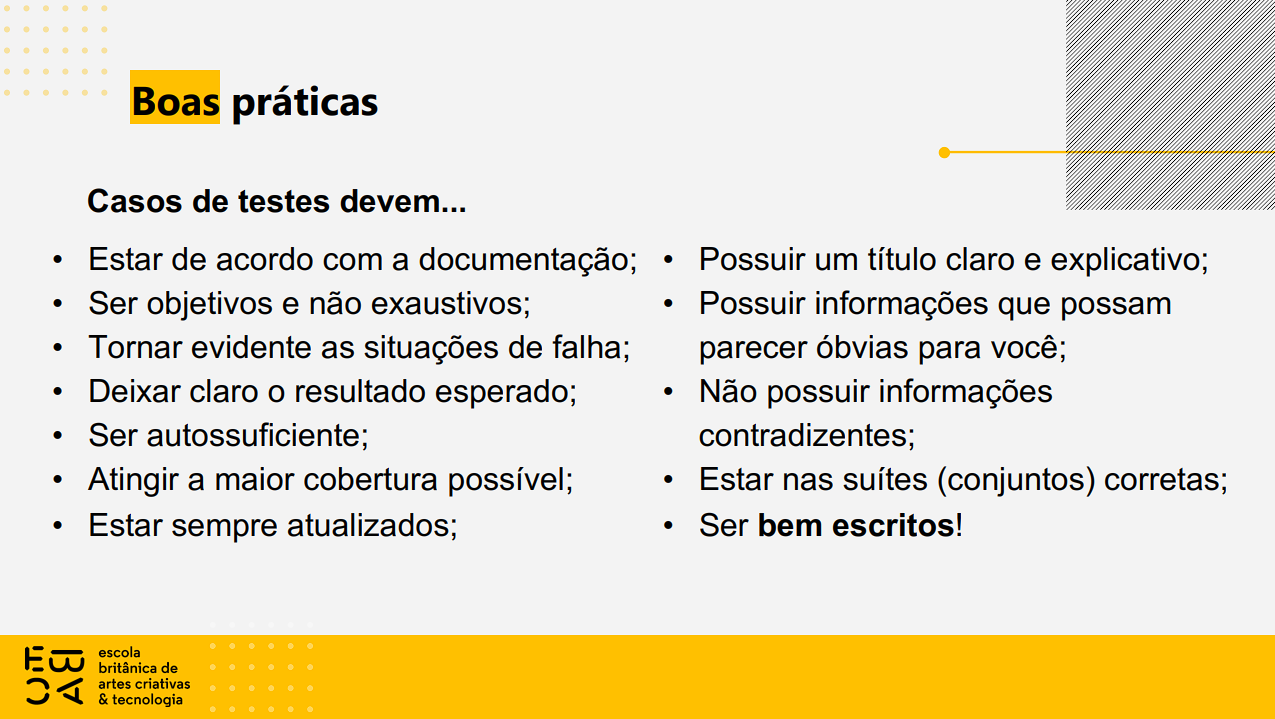 Boas práticas
Casos de testes devem...
• Estar de acordo com a documentação;
• Ser objetivos e não exaustivos;
• Tornar evidente as situações de falha;
• Deixar claro o resultado esperado;
• Ser autossuficiente;
• Atingir a maior cobertura possível;
• Estar sempre atualizados;
• Possuir um título claro e explicativo;
• Possuir informações que possam
parecer óbvias para você;
• Não possuir informações
contradizentes;
• Estar nas suítes (conjuntos) corretas;
• Ser bem escritos!
EBAC
escola
britânica de
artes criativas
& tecnologia